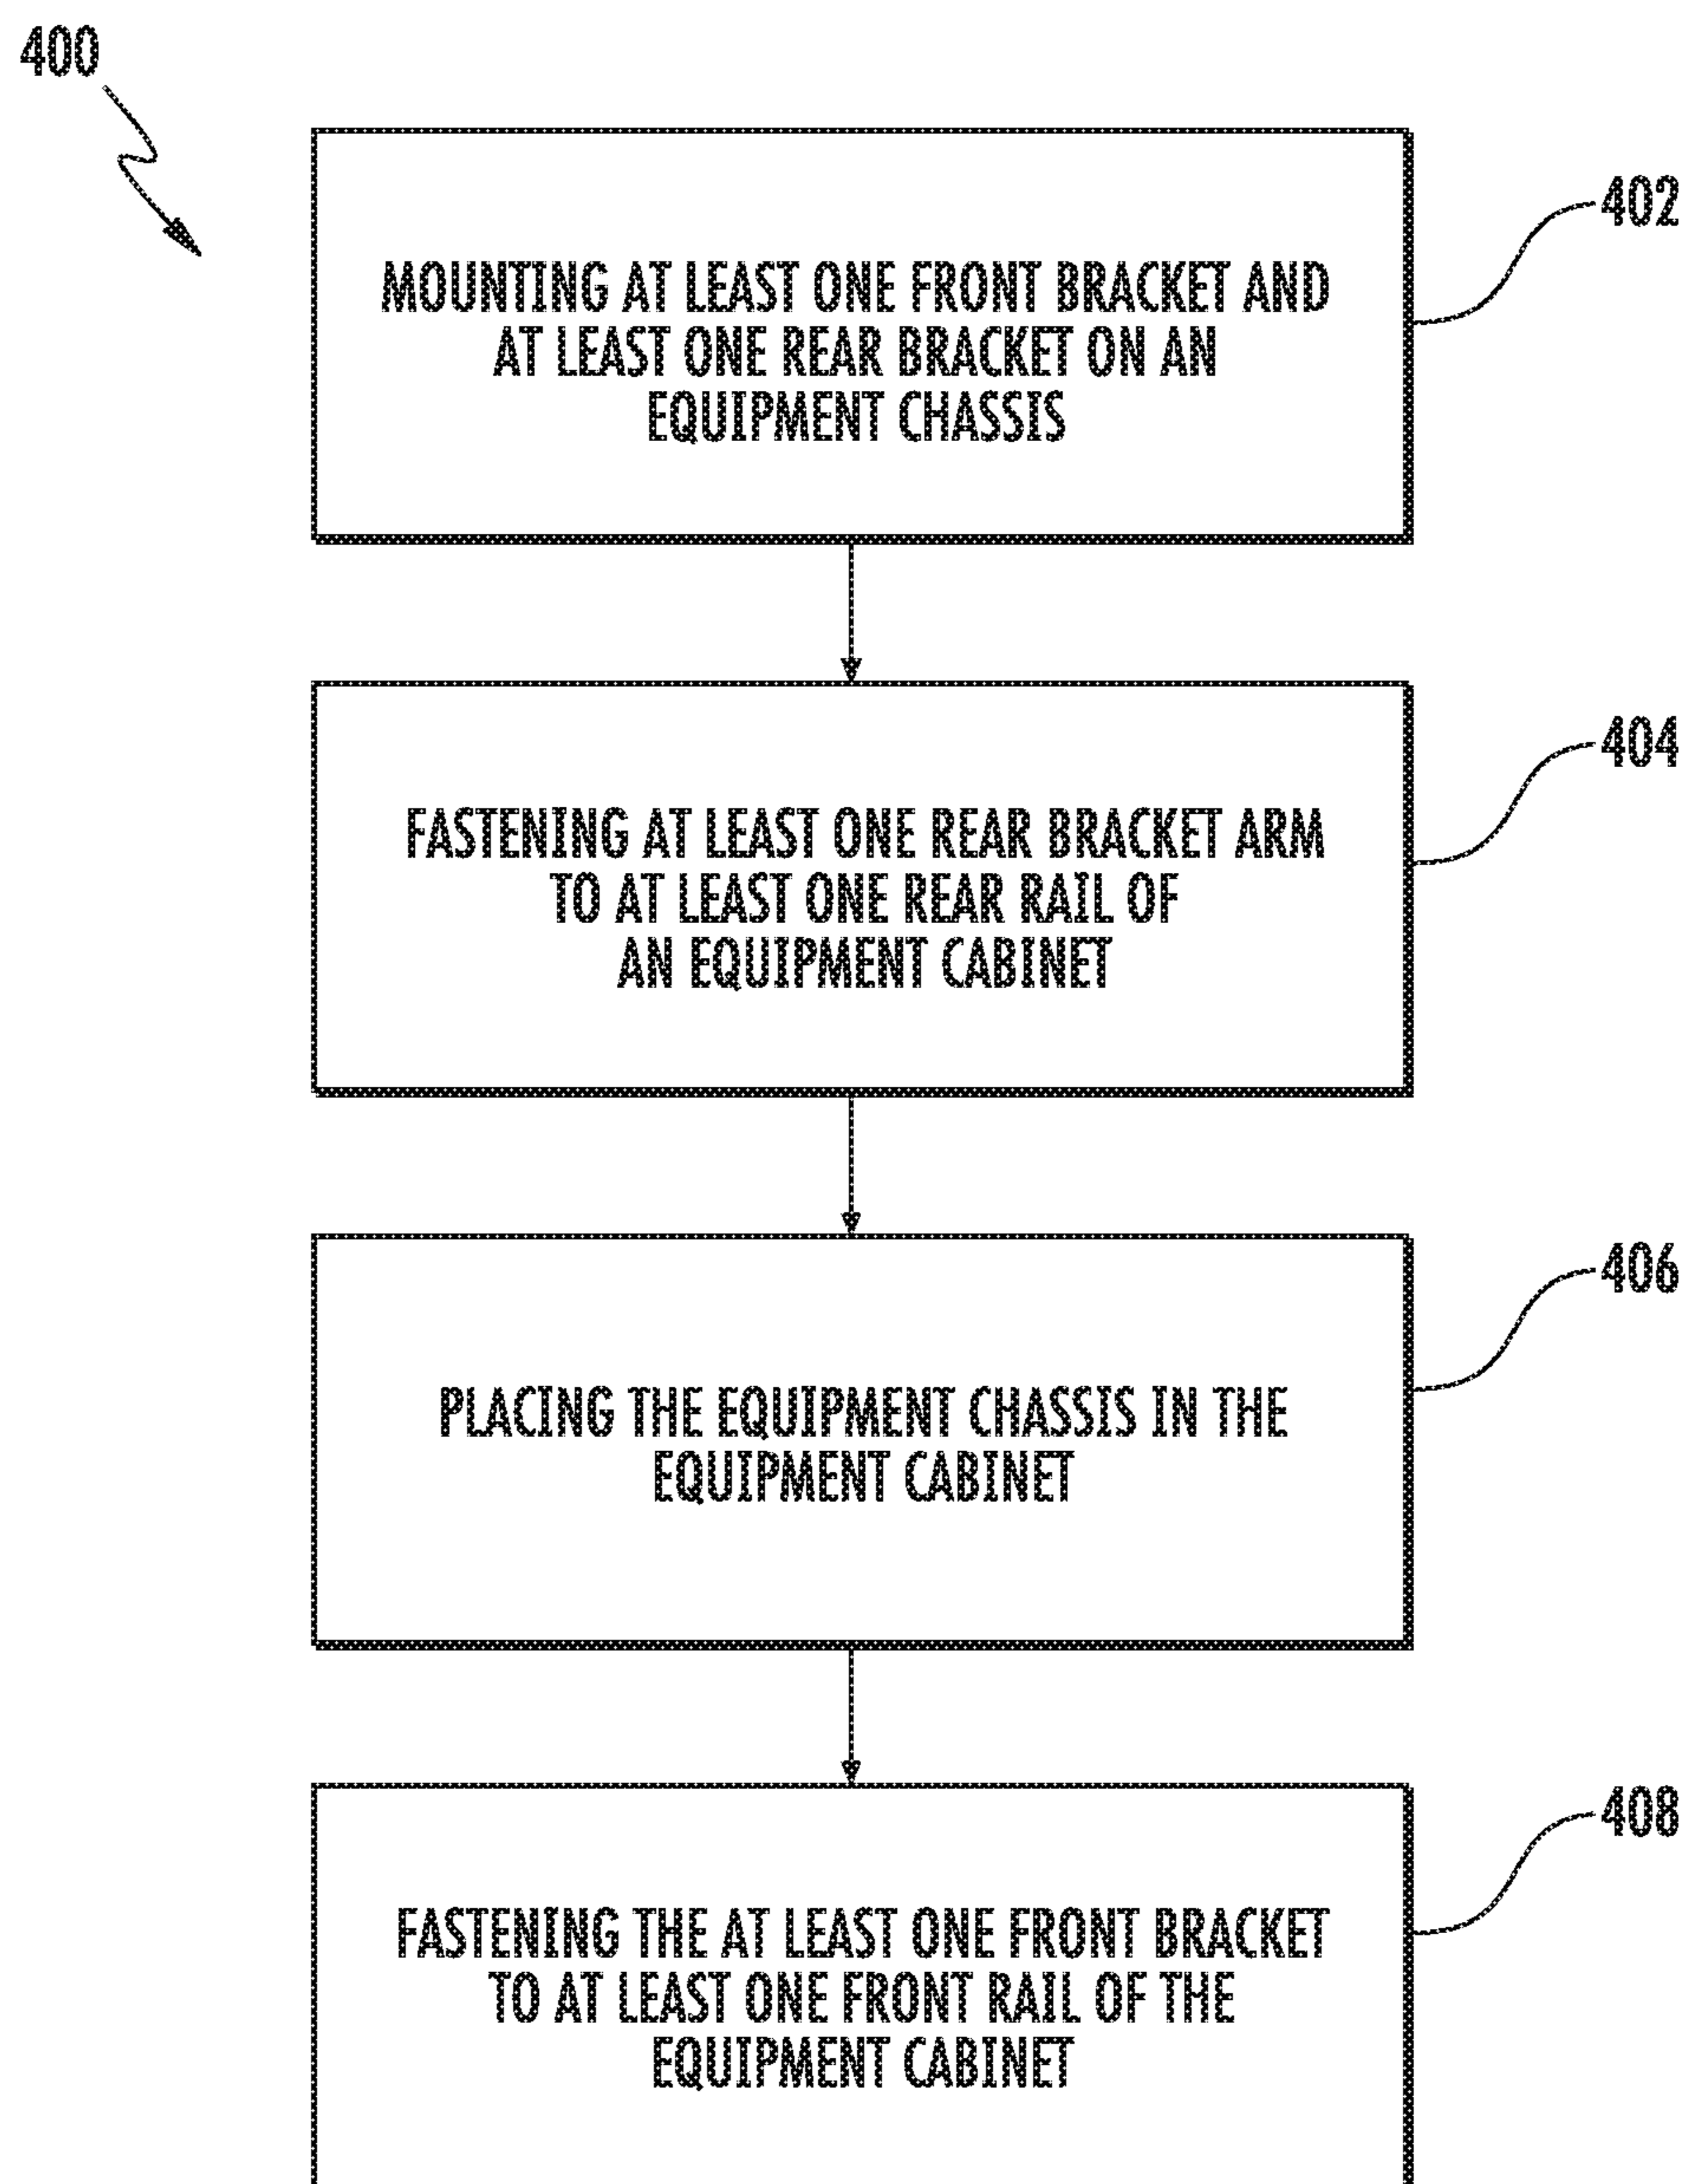 400
402
MOUNTING AT LEAST ONE FRONT BRACKET AND
AT LEAST ONE REAR BRACKET ON AN
EQUIPMENT CHASSIS
404
FASTENING AT LEAST ONE REAR BRACKET ARM
TO AT LEAST ONE REAR RAIL OF
AN EQUIPMENT CABINET
406
PLACING THE EQUIPMENT CHASSIS IN THE
EQUIPMENT CABINET
408
FASTENING THE AT LEAST ONE FRONT BRACKET
TO AT LEAST ONE FRONT RAIL OF THE
EQUIPMENT CABINET